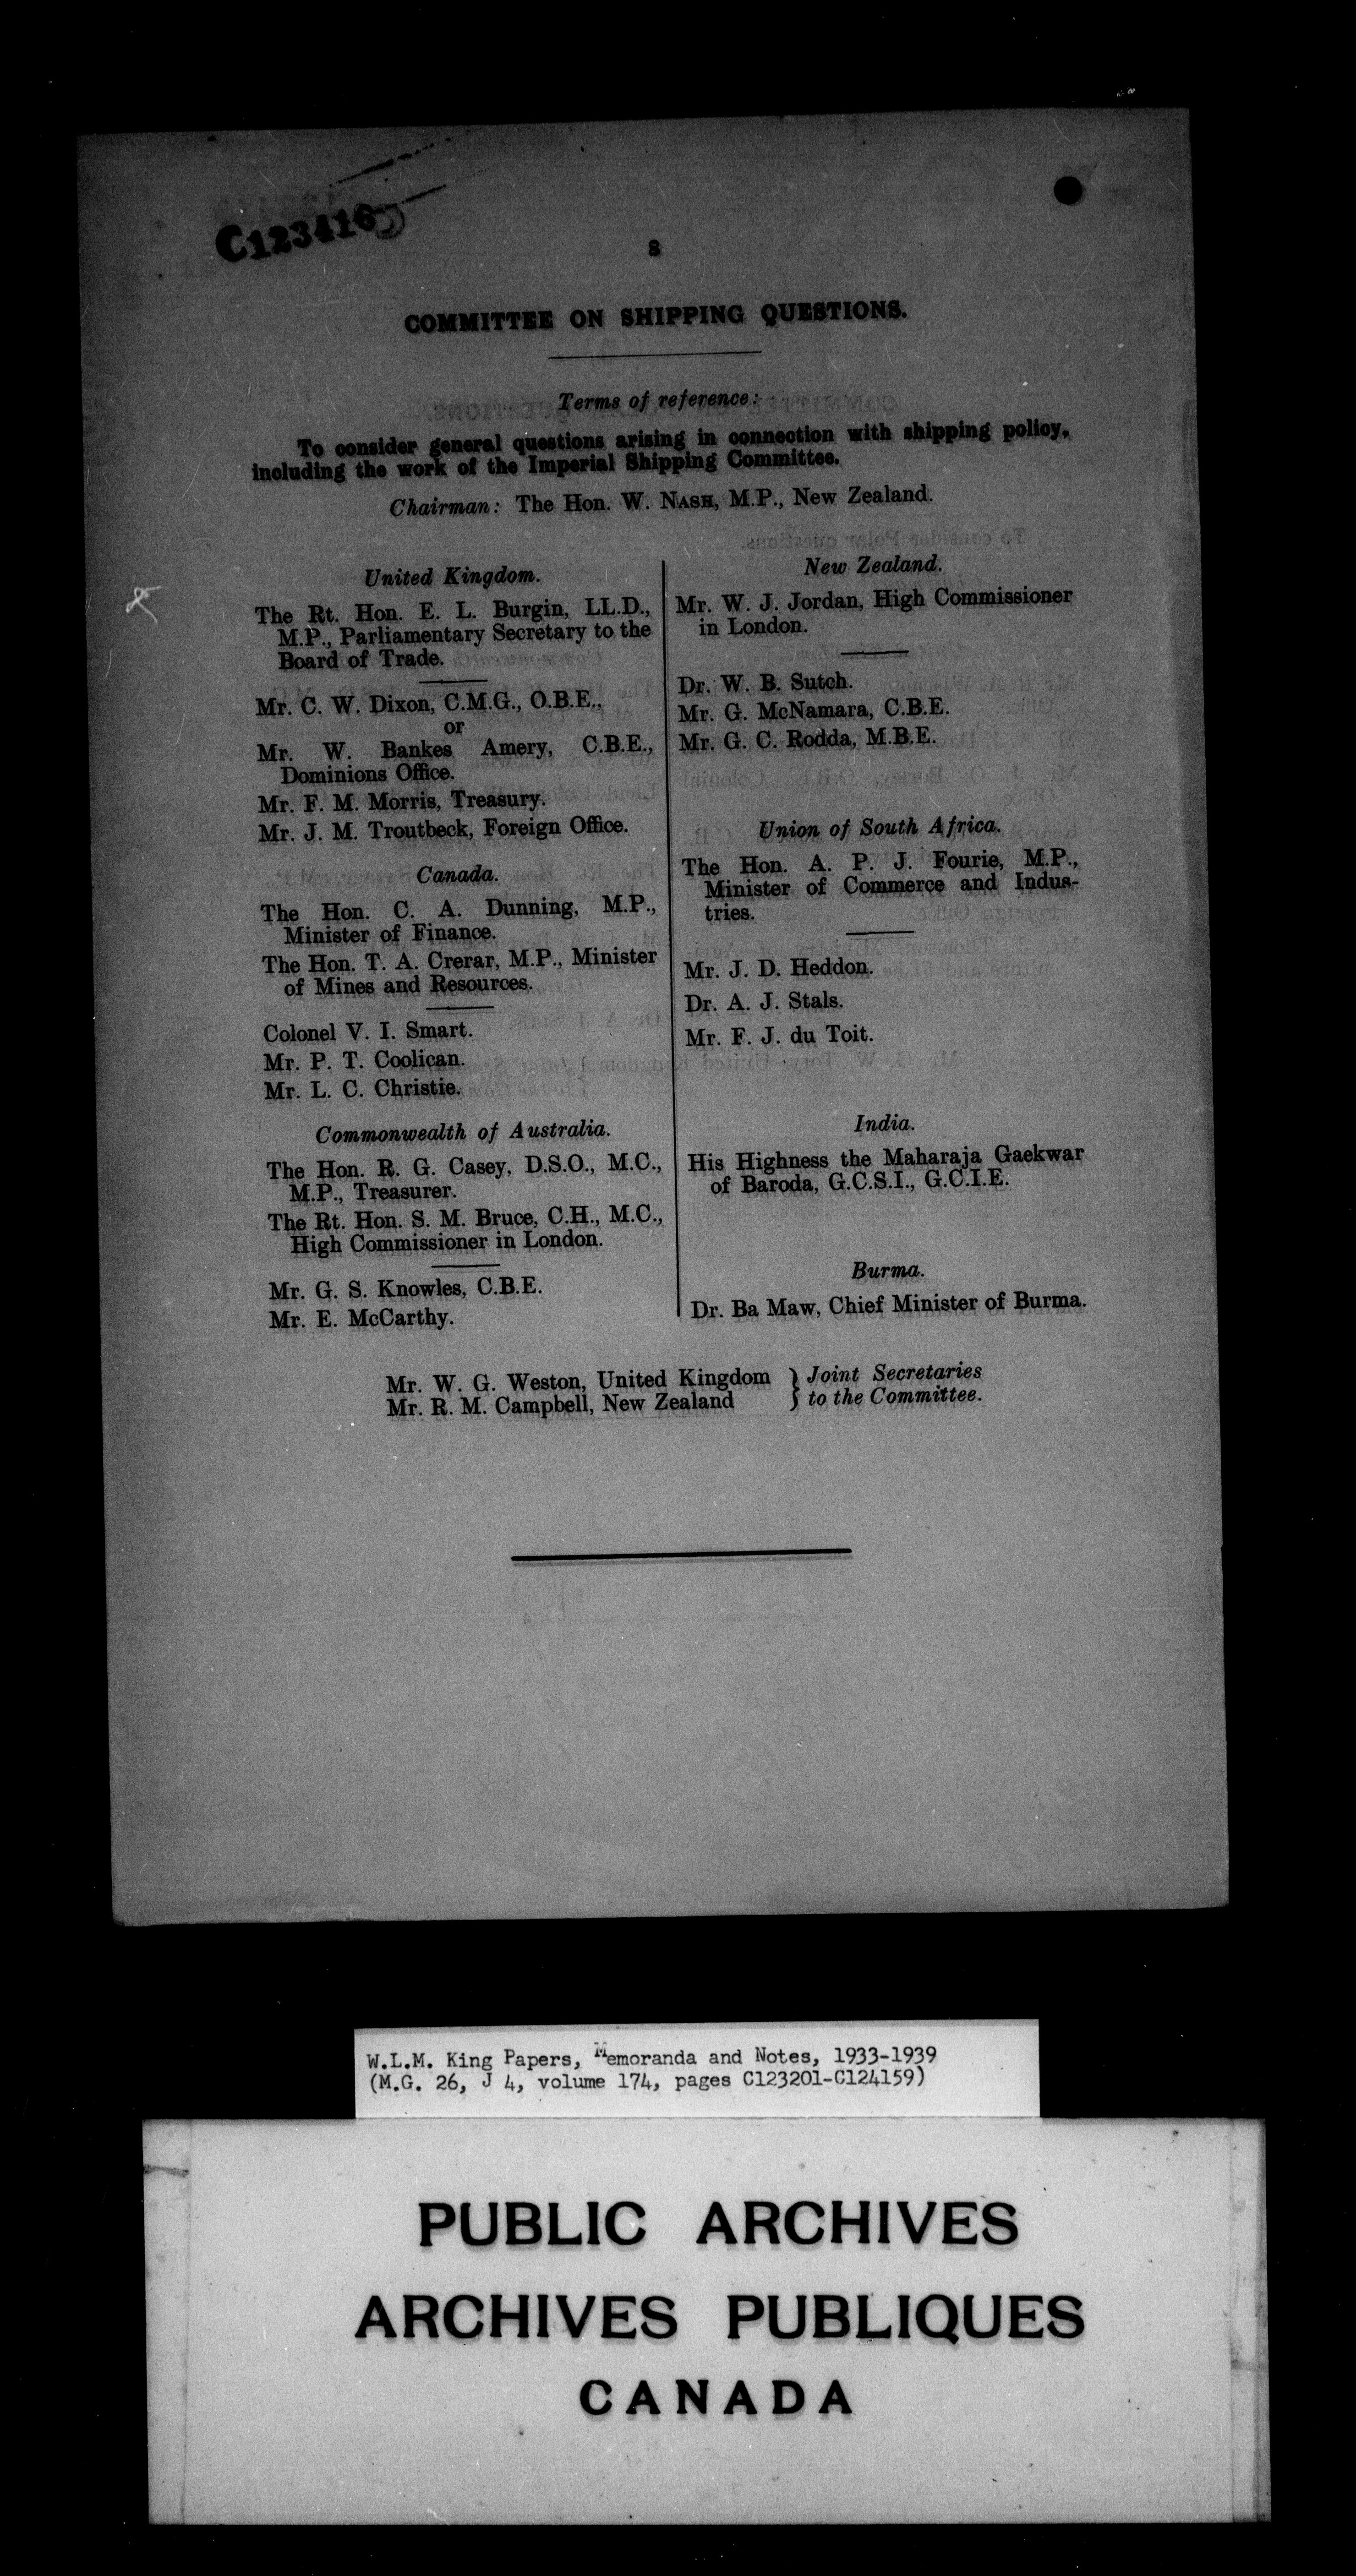 C123416
8
COMMITTEE ON SHIPPING QUESTIONS.
Terms of reference:
To consider general questions arising in connection with shipping policy,
including the work of the Imperial Shipping Committee.
Chairman: The Hon. W. NASH, M.P., New Zealand.
United Kingdom.
The Rt. Hon. E. L. Burgin, LL.D.,
M.P., Parliamentary Secretary to the
Board of Trade.
Mr. C. W. Dixon, C.M.G., O.B.E.,
or
Mr. W. Bankes Amery, C.B.E.,
Dominions Office.
Mr. F. M. Morris, Treasury.
Mr. J. M. Troutbeck, Foreign Office.
Canada.
The Hon. C. A. Dunning, M.P.,
Minister of Finance.
The Hon. T. A. Crerar, M.P., Minister
of Mines and Resources.
Colonel V. I. Smart.
Mr. P. T. Coolican.
Mr. L. C. Christie.
Commonwealth of Australia.
The Hon. R. G. Casey, D.S.O., M.C.,
M.P., Treasurer.
The Rt. Hon. S. M. Bruce, C.H., M.C.,
High Commissioner in London.
Mr. G. S. Knowles, C.B.E.
Mr. E. McCarthy.
New Zealand.
Mr. W. J. Jordan, High Commissioner
in London.
Dr. W. B. Sutch.
Mr. G. McNamara, C.B.E.
Mr. G. C. Rodda, M.B.E.
Union of South Africa.
The Hon. A. P. J. Fourie, M.P.,
Minister of Commerce and Indus-
tries.
Mr. J. D. Heddon.
Dr. A. J. Stals.
Mr. F. J. du Toit.
India.
His Highness the Maharaja Gaekwar
of Baroda, G.C.S.I., G.C.I.E.
Burma.
Dr. Ba Maw, Chief Minister of Burma.
Mr. W. G. Weston, United Kingdom } Joint Secretaries
Mr. R. M. Campbell, New Zealand } to the Committee.
W.L.M. King Papers, Memoranda and Notes, 1933-1939
(M.G. 26, J 4, volume 174, pages C123201-C124159)
PUBLIC ARCHIVES
ARCHIVES PUBLIQUES
CANADA